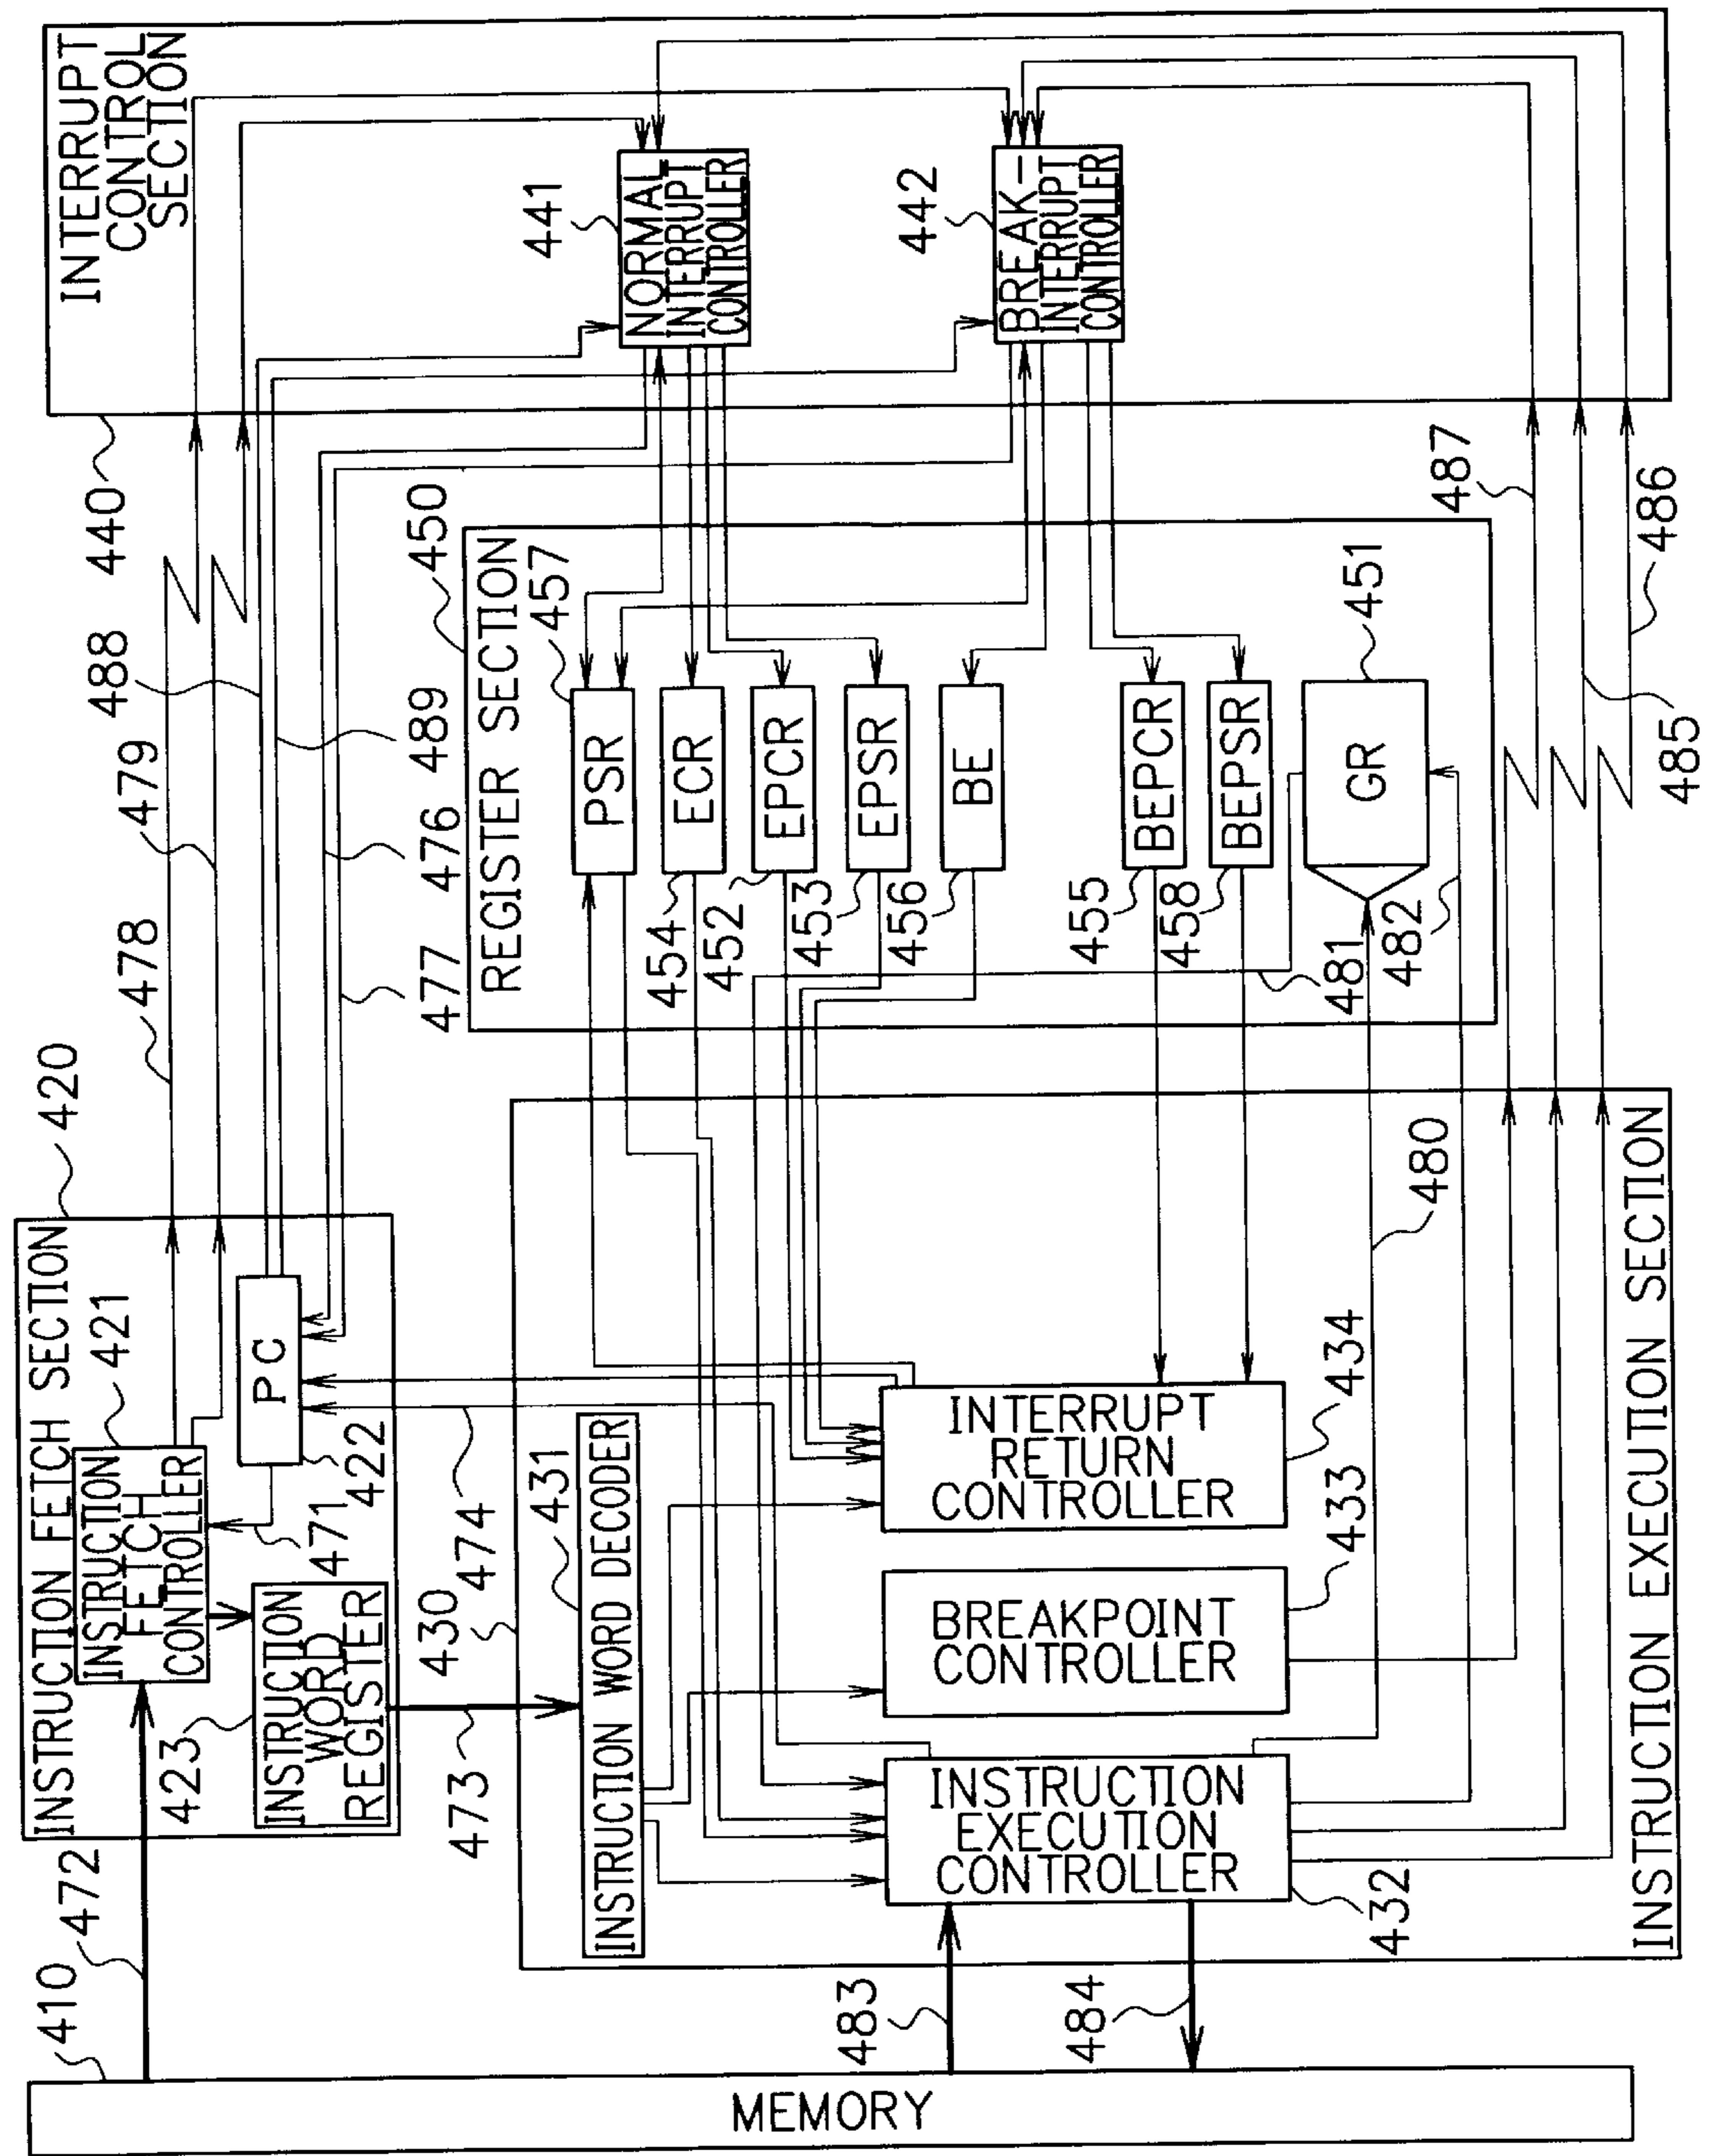 INTERRUPT
CONTROL
SECTION
440
441
NORMAL
INTERRUPT
CONTROLLER
442
BREAK-
INTERRUPT
CONTROLLER
478
479
488
489
476
477
487
486
485
450
REGISTER SECTION
457
PSR
454
ECR
452
EPCR
453
EPSR
456
BE
455
BEPCR
458
BEPSR
451
GR
481
482
480
420
INSTRUCTION FETCH SECTION
421
INSTRUCTION
FETCH
CONTROLLER
PC
422
471
423
INSTRUCTION
WORD
REGISTER
472
473
474
430
INSTRUCTION EXECUTION SECTION
431
INSTRUCTION WORD DECODER
434
INTERRUPT
RETURN
CONTROLLER
433
BREAKPOINT
CONTROLLER
432
INSTRUCTION
EXECUTION
CONTROLLER
483
484
410
MEMORY